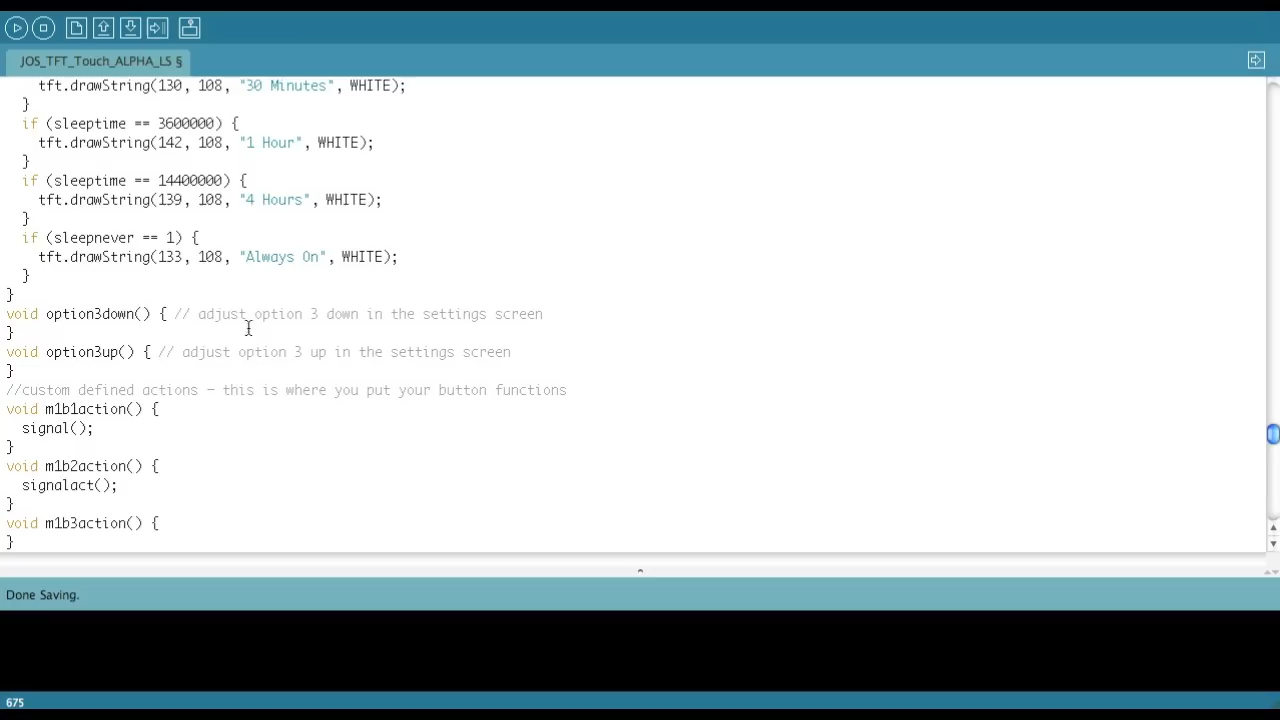 JOS_TFT_Touch_ALPHA_LS §
tft.drawString(130, 108, "30 Minutes", WHITE);
}
if (sleeptime == 3600000) {
tft.drawString(142, 108, "1 Hour", WHITE);
}
if (sleeptime == 14400000) {
tft.drawString(139, 108, "4 Hours", WHITE);
}
if (sleepnever == 1) {
tft.drawString(133, 108, "Always On", WHITE);
}
}
void option3down() { // adjust option 3 down in the settings screen
}
void option3up() { // adjust option 3 up in the settings screen
}
//custom defined actions - this is where you put your button functions
void m1b1action() {
signal();
}
void m1b2action() {
signalact();
}
void m1b3action() {
}
Done Saving.
675